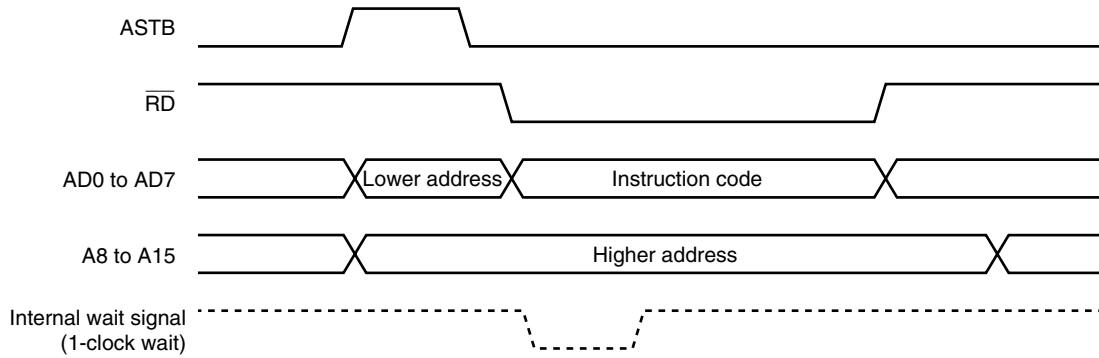 ASTB
R̅D̅
AD0 to AD7
Lower address
Instruction code
A8 to A15
Higher address
Internal wait signal
(1-clock wait)